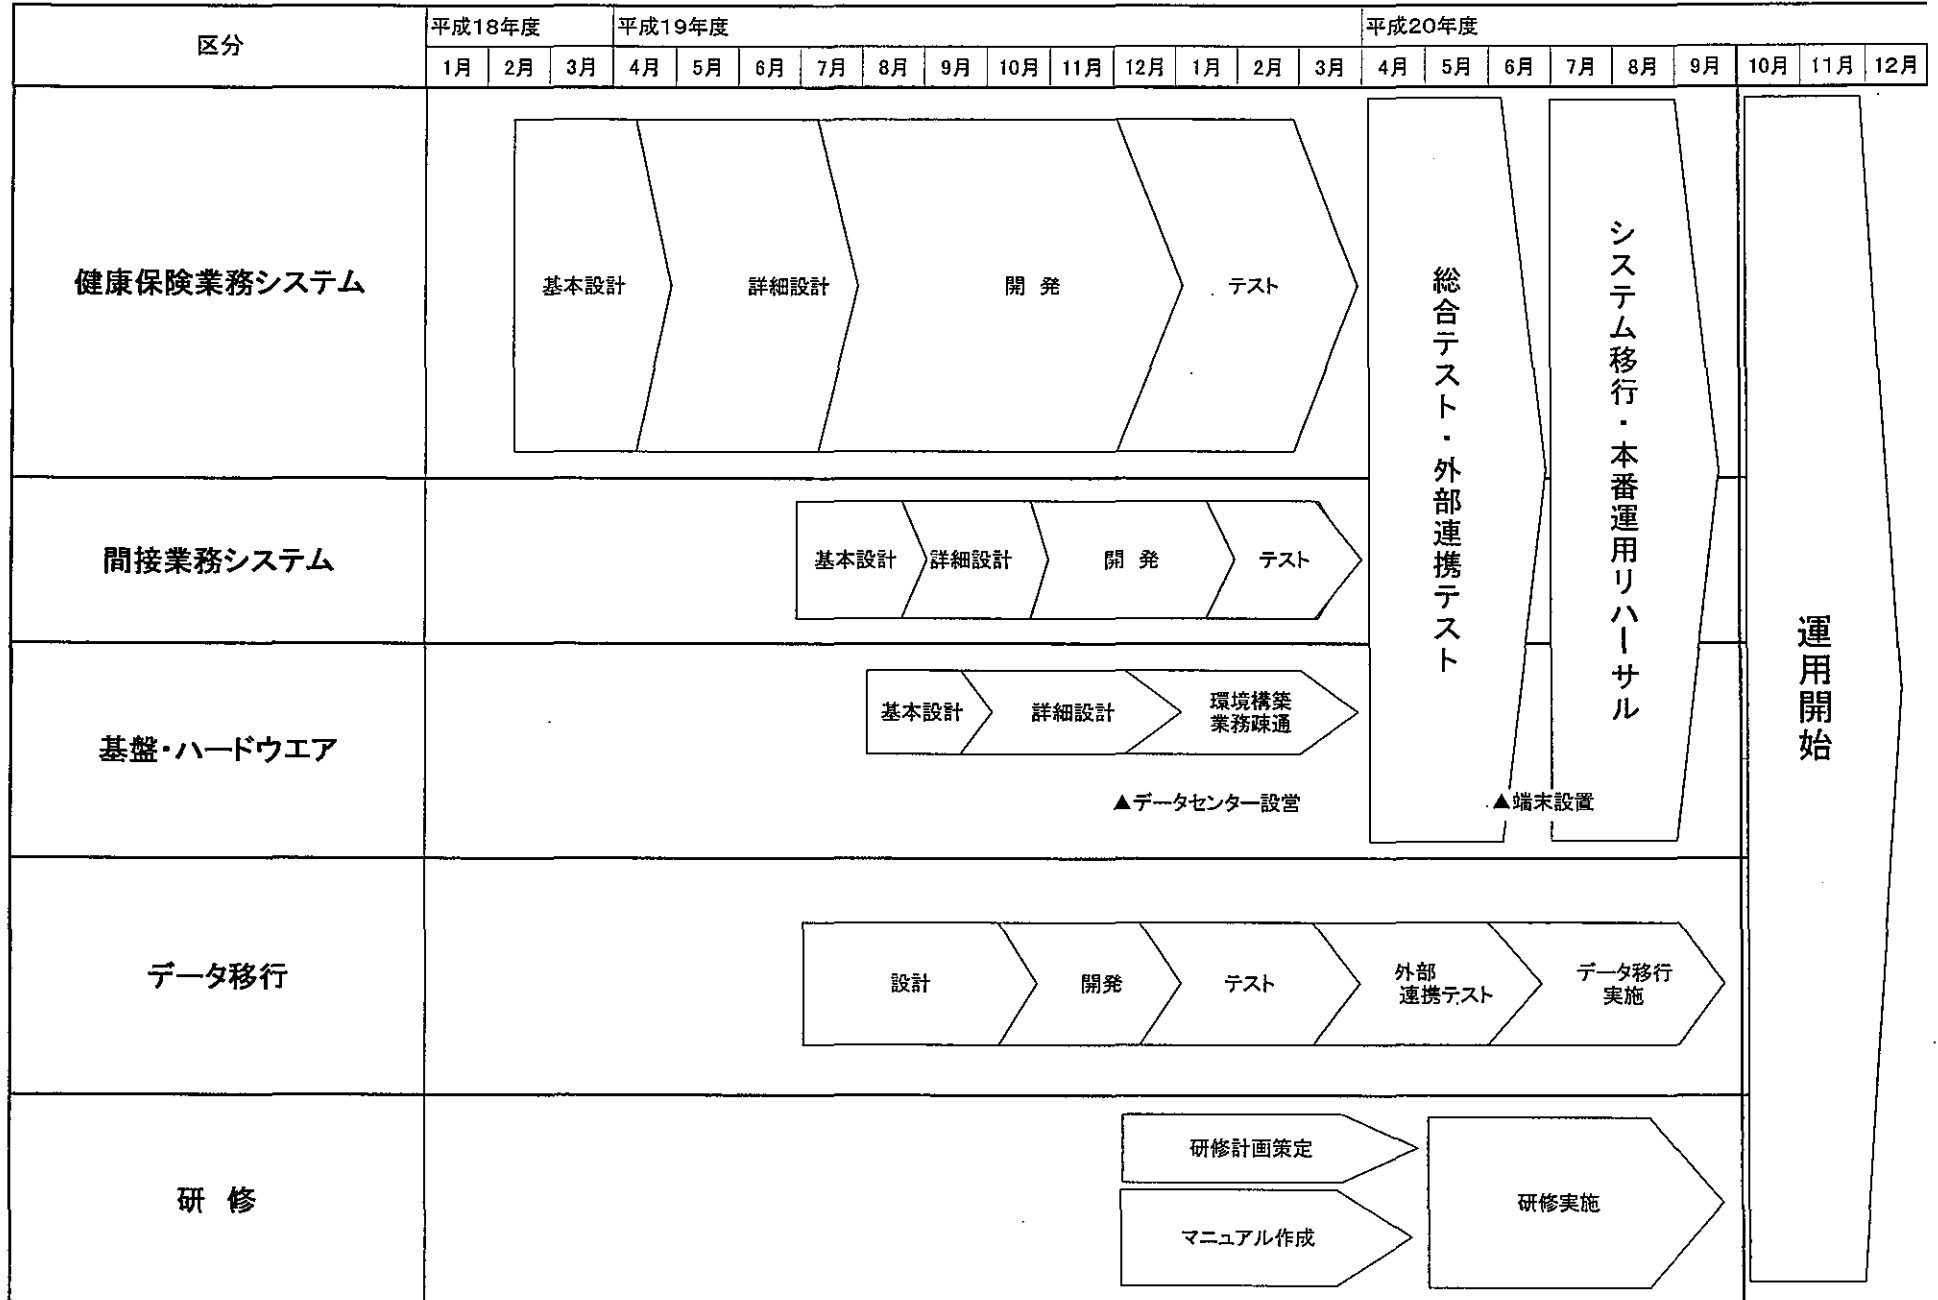 区分
平成18年度
平成19年度
平成20年度
1月 2月 3月 4月 5月 6月 7月 8月 9月 10月 11月 12月 1月 2月 3月 4月 5月 6月 7月 8月 9月 10月 11月 12月
健康保険業務システム
基本設計
詳細設計
開 発
テスト
総合テスト・外部連携テスト
システム移行・本番運用リハーサル
運用開始
間接業務システム
基本設計
詳細設計
開 発
テスト
基盤・ハードウエア
基本設計
詳細設計
環境構築
業務疎通
▲データセンター設営
▲端末設置
データ移行
設計
開発
テスト
外部
連携テスト
データ移行
実施
研 修
研修計画策定
マニュアル作成
研修実施